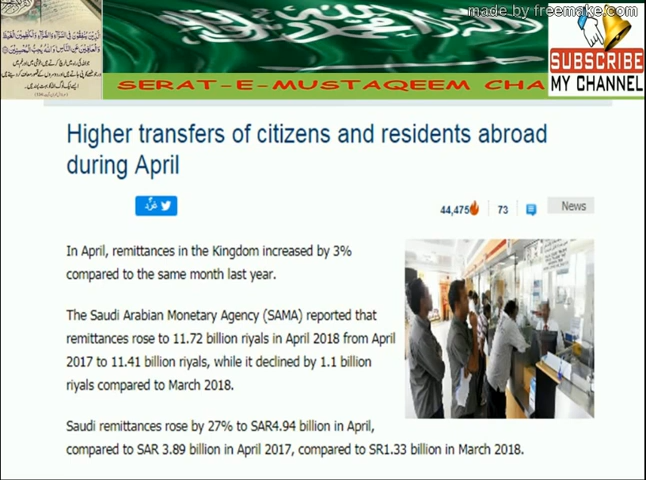 made by freemake.com
SUBSCRIBE
SERAT-E-MUSTAQEEM CHA
MY CHANNEL
Higher transfers of citizens and residents abroad
during April
غرّد
44,475
73
News
In April, remittances in the Kingdom increased by 3%
compared to the same month last year.
The Saudi Arabian Monetary Agency (SAMA) reported that
remittances rose to 11.72 billion riyals in April 2018 from April
2017 to 11.41 billion riyals, while it declined by 1.1 billion
riyals compared to March 2018.
Saudi remittances rose by 27% to SAR4.94 billion in April,
compared to SAR 3.89 billion in April 2017, compared to SR1.33 billion in March 2018.